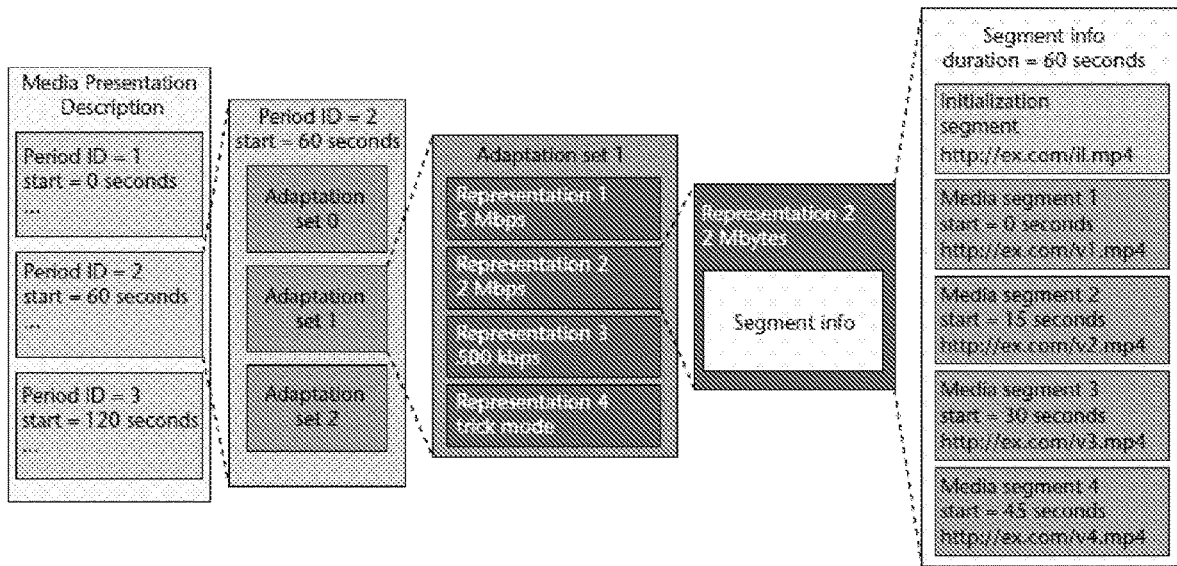 Media Presentation
Description
Period ID = 1
start = 0 seconds
...
Period ID = 2
start = 60 seconds
...
Period ID = 3
start = 120 seconds
...
Period ID = 2
start = 60 seconds
Adaptation
set 0
Adaptation
set 1
Adaptation
set 2
Adaptation set 1
Representation 1
5 Mbps
Representation 2
2 Mbps
Representation 3
500 kbps
Representation 4
trick mode
Representation 2
2 Mbytes
Segment info
Segment info
duration = 60 seconds
Initialization
segment
http://ex.com/il.mp4
Media segment 1
start = 0 seconds
http://ex.com/v1.mp4
Media segment 2
start = 15 seconds
http://ex.com/v2.mp4
Media segment 3
start = 30 seconds
http://ex.com/v3.mp4
Media segment 4
start = 45 seconds
http://ex.com/v4.mp4